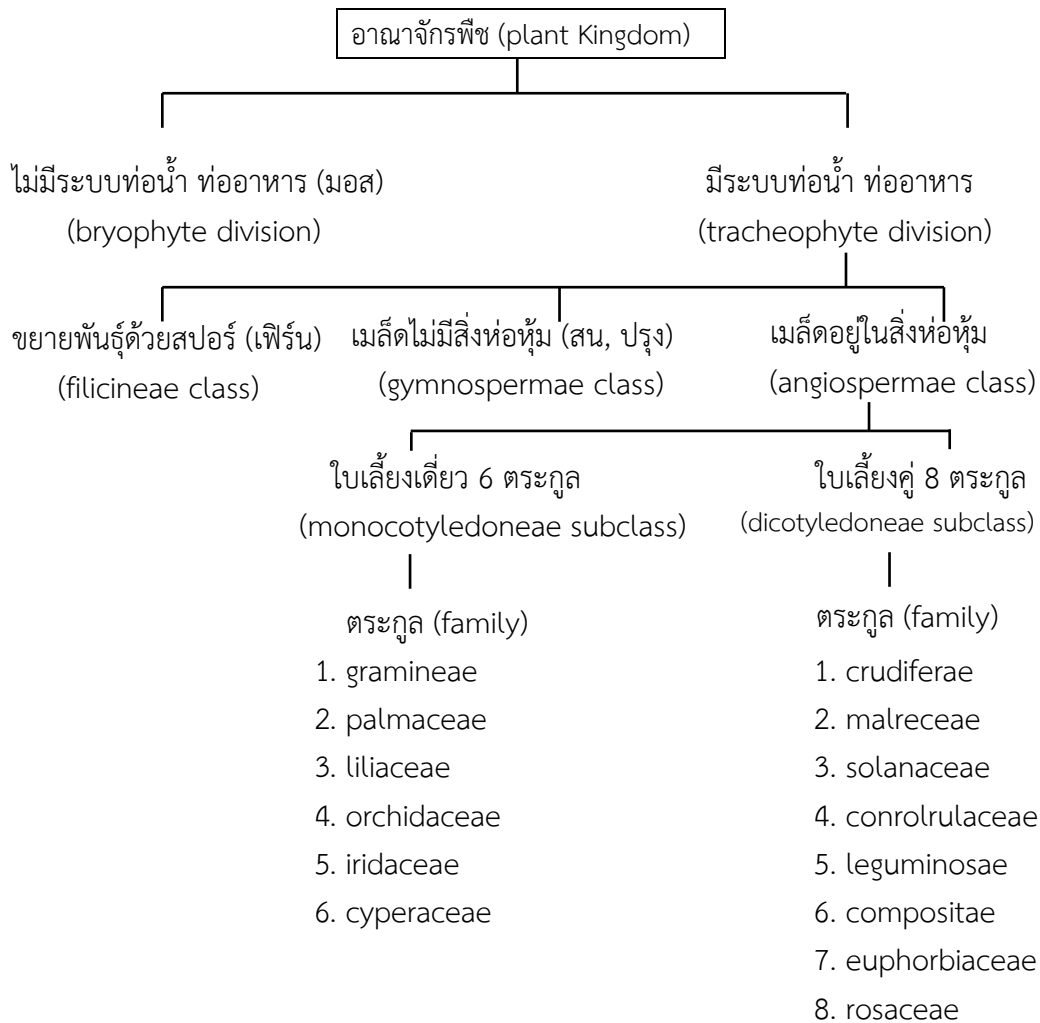 อาณาจักรพืช (plant Kingdom)
ไม่มีระบบท่อน้ำ ท่ออาหาร (มอส)
(bryophyte division)
มีระบบท่อน้ำ ท่ออาหาร
(tracheophyte division)
ขยายพันธุ์ด้วยสปอร์ (เฟิร์น)
(filicineae class)
เมล็ดไม่มีสิ่งห่อหุ้ม (สน, ปรุง)
(gymnospermae class)
เมล็ดอยู่ในสิ่งห่อหุ้ม
(angiospermae class)
ใบเลี้ยงเดี่ยว 6 ตระกูล
(monocotyledoneae subclass)
ใบเลี้ยงคู่ 8 ตระกูล
(dicotyledoneae subclass)
ตระกูล (family)
1. gramineae
2. palmaceae
3. liliaceae
4. orchidaceae
5. iridaceae
6. cyperaceae
ตระกูล (family)
1. crudiferae
2. malreceae
3. solanaceae
4. conrolrulaceae
5. leguminosae
6. compositae
7. euphorbiaceae
8. rosaceae